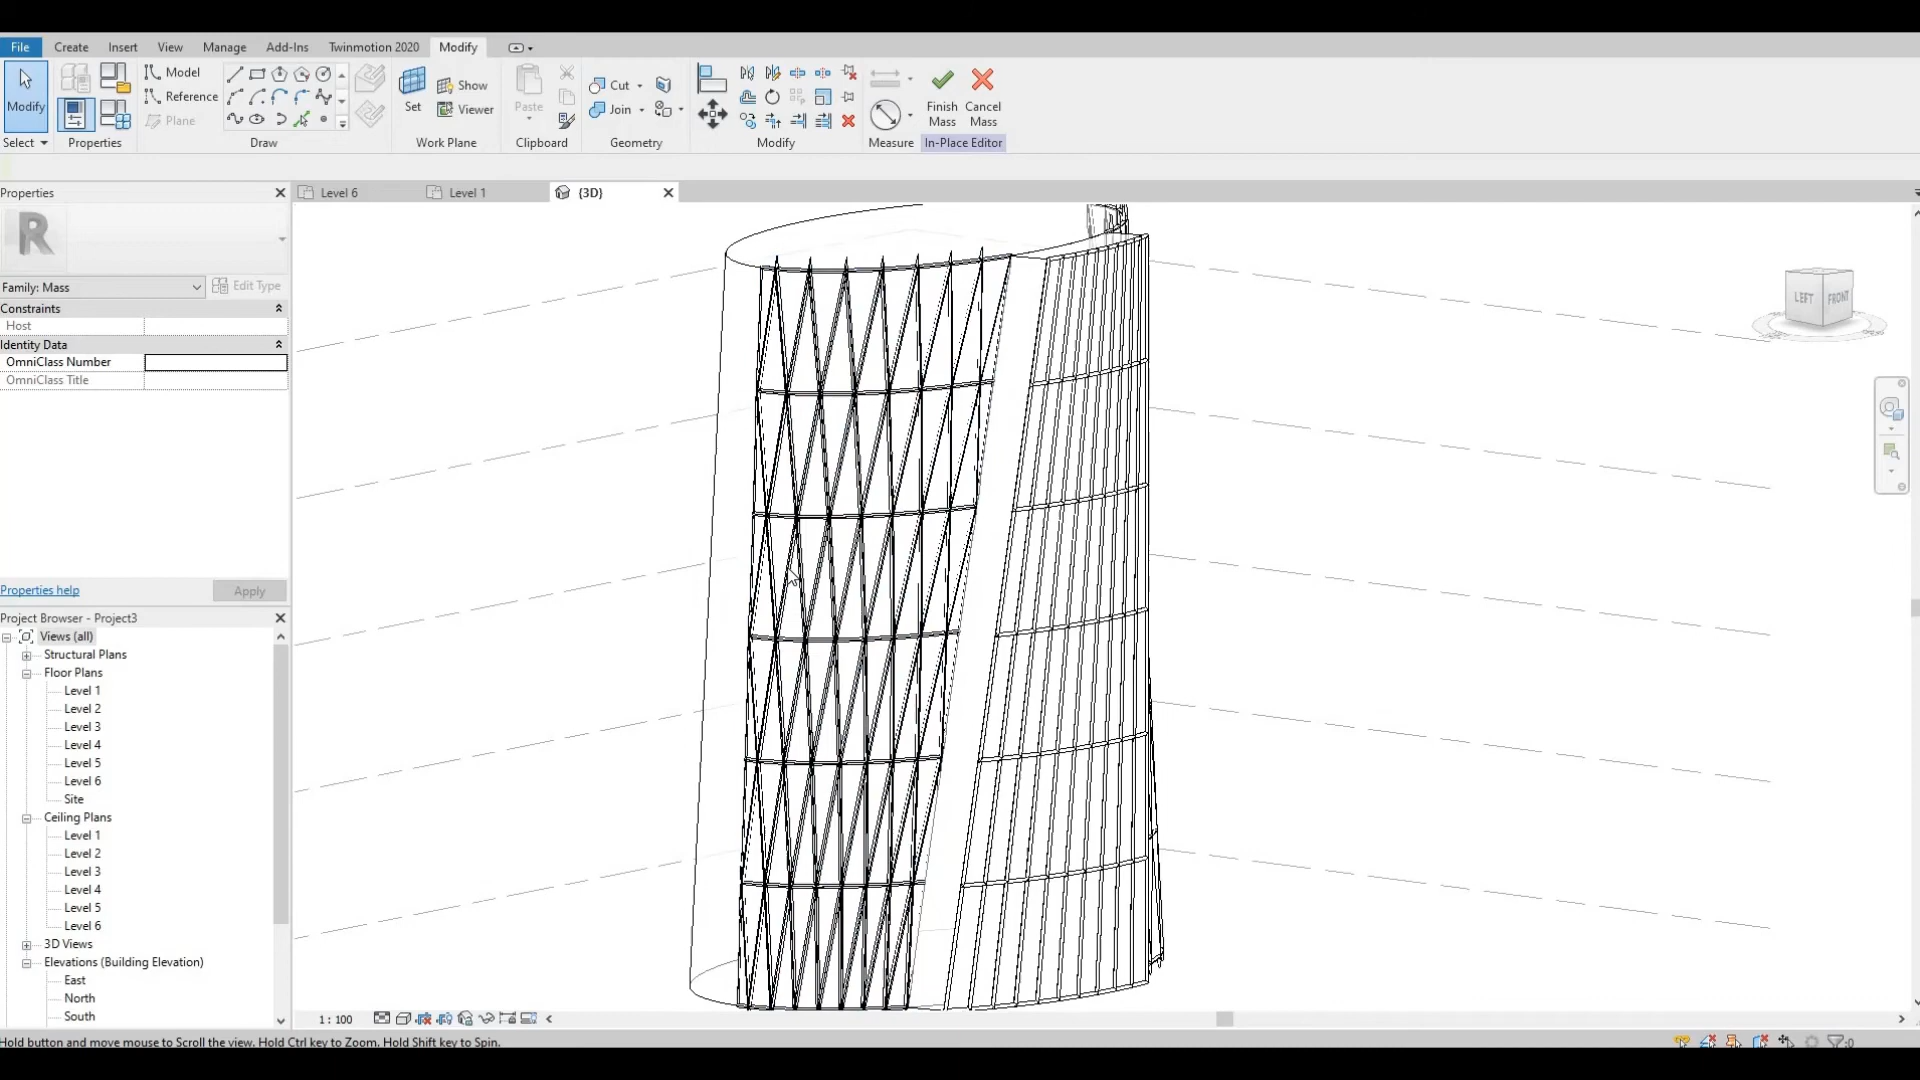 File Create Insert View Manage Add-Ins Twinmotion 2020 Modify
Modify
Model
Reference
Plane
Set
Show
Viewer
Paste
Cut
Join
Finish Mass
Cancel Mass
Select Properties Draw Work Plane Clipboard Geometry Modify Measure In-Place Editor
Properties
Level 6
Level 1
{3D}
R
Family: Mass
Edit Type
Constraints
Host
Identity Data
OmniClass Number
OmniClass Title
Properties help
Apply
LEFT FRONT
Project Browser - Project3
Views (all)
Structural Plans
Floor Plans
Level 1
Level 2
Level 3
Level 4
Level 5
Level 6
Site
Ceiling Plans
Level 1
Level 2
Level 3
Level 4
Level 5
Level 6
3D Views
Elevations (Building Elevation)
East
North
South
1 : 100
Hold button and move mouse to Scroll the view. Hold Ctrl key to Zoom. Hold Shift key to Spin.
:0